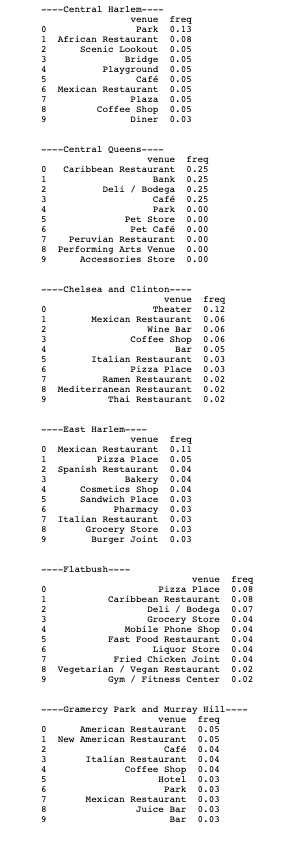 ----Central Harlem----
venue freq
0 Park 0.13
1 African Restaurant 0.08
2 Scenic Lookout 0.05
3 Bridge 0.05
4 Playground 0.05
5 Café 0.05
6 Mexican Restaurant 0.05
7 Plaza 0.05
8 Coffee Shop 0.05
9 Diner 0.03
----Central Queens----
venue freq
0 Caribbean Restaurant 0.25
1 Bank 0.25
2 Deli / Bodega 0.25
3 Café 0.25
4 Park 0.00
5 Pet Store 0.00
6 Pet Café 0.00
7 Peruvian Restaurant 0.00
8 Performing Arts Venue 0.00
9 Accessories Store 0.00
----Chelsea and Clinton----
venue freq
0 Theater 0.12
1 Mexican Restaurant 0.06
2 Wine Bar 0.06
3 Coffee Shop 0.06
4 Bar 0.05
5 Italian Restaurant 0.03
6 Pizza Place 0.03
7 Ramen Restaurant 0.02
8 Mediterranean Restaurant 0.02
9 Thai Restaurant 0.02
----East Harlem----
venue freq
0 Mexican Restaurant 0.11
1 Pizza Place 0.05
2 Spanish Restaurant 0.04
3 Bakery 0.04
4 Cosmetics Shop 0.04
5 Sandwich Place 0.03
6 Pharmacy 0.03
7 Italian Restaurant 0.03
8 Grocery Store 0.03
9 Burger Joint 0.03
----Flatbush----
venue freq
0 Pizza Place 0.08
1 Caribbean Restaurant 0.08
2 Deli / Bodega 0.07
3 Grocery Store 0.04
4 Mobile Phone Shop 0.04
5 Fast Food Restaurant 0.04
6 Liquor Store 0.04
7 Fried Chicken Joint 0.04
8 Vegetarian / Vegan Restaurant 0.02
9 Gym / Fitness Center 0.02
----Gramercy Park and Murray Hill----
venue freq
0 American Restaurant 0.05
1 New American Restaurant 0.05
2 Café 0.04
3 Italian Restaurant 0.04
4 Coffee Shop 0.04
5 Hotel 0.03
6 Park 0.03
7 Mexican Restaurant 0.03
8 Juice Bar 0.03
9 Bar 0.03